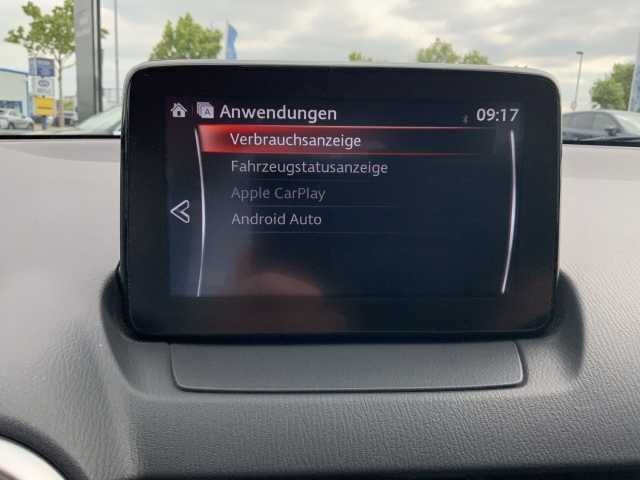 Anwendungen
09:17
Verbrauchsanzeige
Fahrzeugstatusanzeige
Apple CarPlay
Android Auto